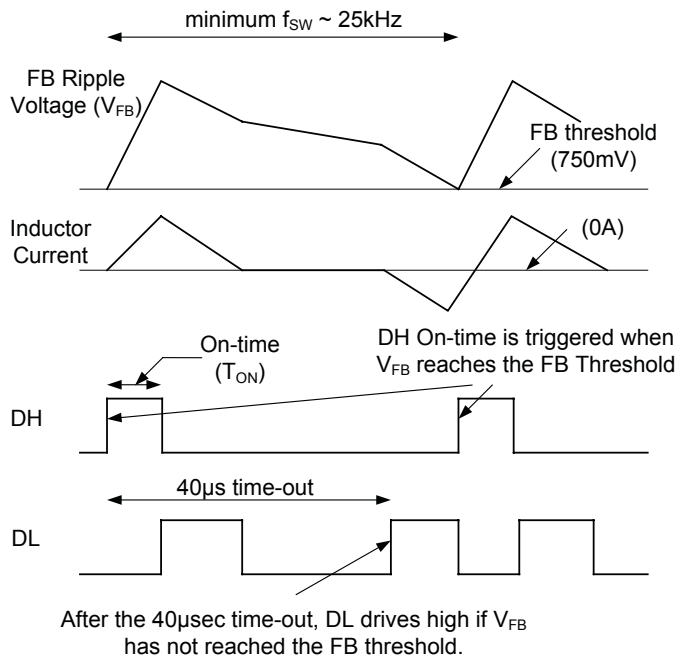 minimum fSW ~ 25kHz
FB Ripple
Voltage (VFB)
FB threshold
(750mV)
Inductor
Current
(0A)
On-time
(TON)
DH On-time is triggered when
VFB reaches the FB Threshold
DH
40µs time-out
DL
After the 40µsec time-out, DL drives high if VFB
has not reached the FB threshold.